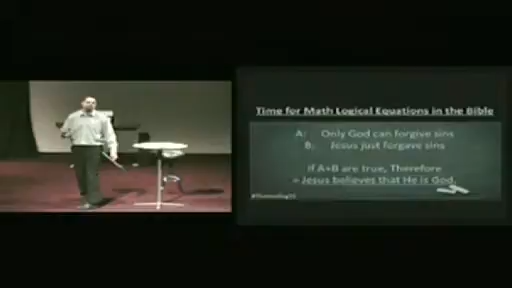 Time for Math Logical Equations in the Bible
A: Only God can forgive sins
B: Jesus just forgave sins
If A+B are true, Therefore
= Jesus believes that He is God.